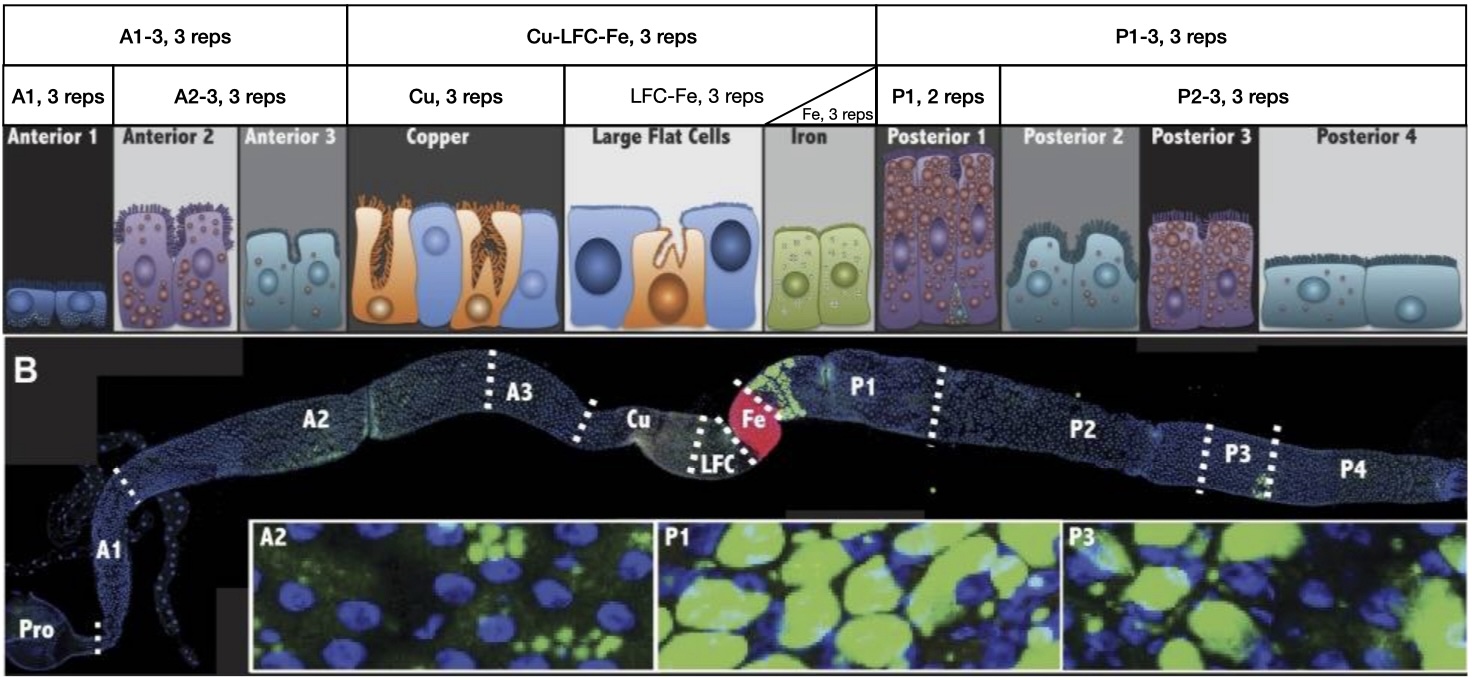 A1-3, 3 reps Cu-LFC-Fe, 3 reps P1-3, 3 reps
A1, 3 reps A2-3, 3 reps Cu, 3 reps LFC-Fe, 3 reps Fe, 3 reps P1, 2 reps P2-3, 3 reps
Anterior 1 Anterior 2 Anterior 3 Copper Large Flat Cells Iron Posterior 1 Posterior 2 Posterior 3 Posterior 4
B
Pro
A1
A2
A3
Cu
LFC
Fe
P1
P2
P3
P4
A2 P1 P3